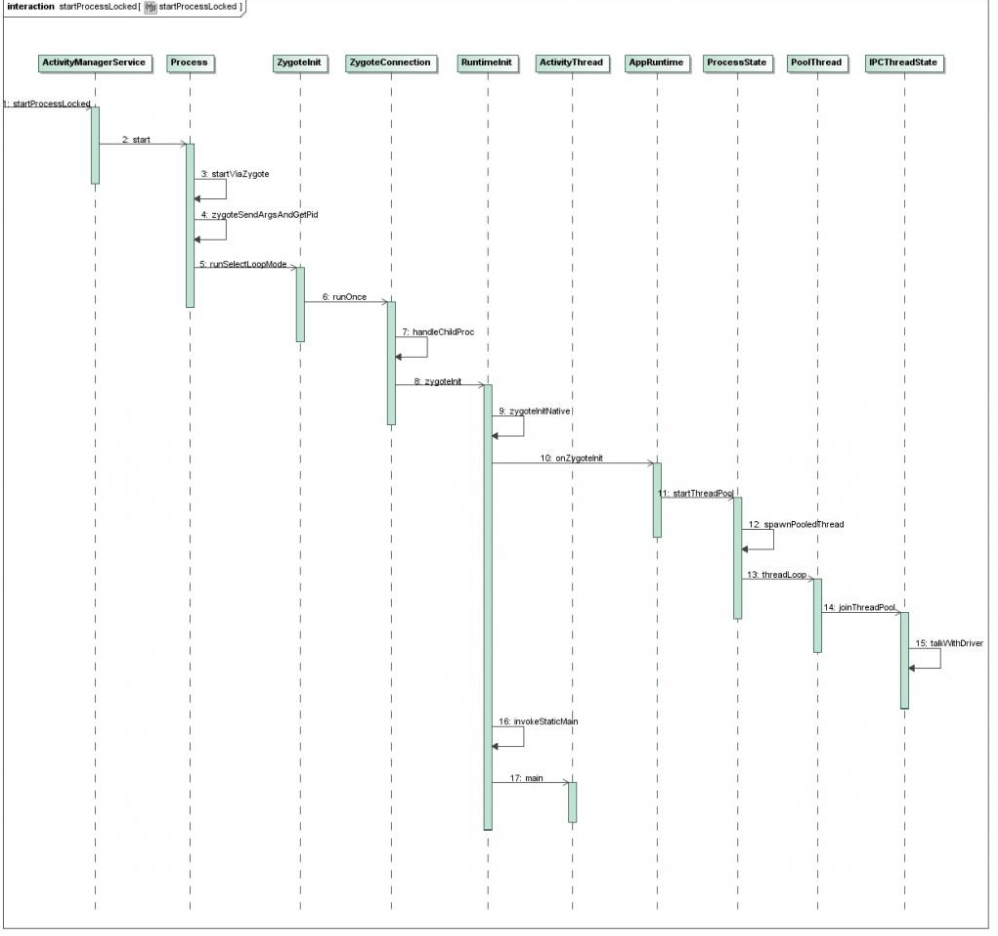 interaction startProcessLocked[ startProcessLocked ]
ActivityManagerService Process ZygoteInit ZygoteConnection RuntimeInit ActivityThread AppRuntime ProcessState PoolThread IPCThreadState
1: startProcessLocked
2: start
3: startViaZygote
4: zygoteSendArgsAndGetPid
5: runSelectLoopMode
6: runOnce
7: handleChildProc
8: zygoteInit
9: zygoteInitNative
10: onZygoteInit
11: startThreadPool
12: spawnPooledThread
13: threadLoop
14: joinThreadPool
15: talkWithDriver
16: invokeStaticMain
17: main